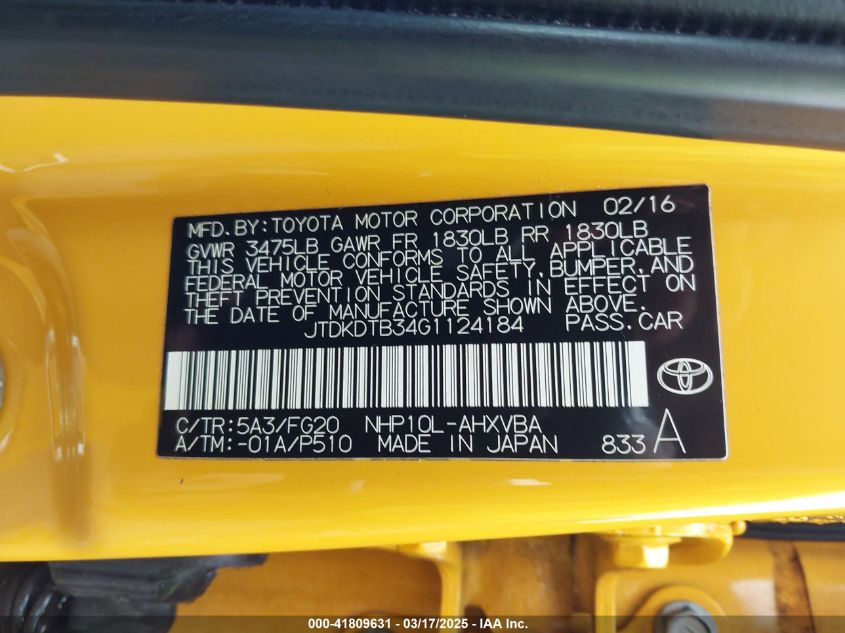 MFD.BY:TOYOTA MOTOR CORPORATION 02/16
GVWR 3475LB GAWR FR 1830LB RR 1830LB
THIS VEHICLE CONFORMS TO ALL APPLICABLE
FEDERAL MOTOR VEHICLE SAFETY, BUMPER, AND
THEFT PREVENTION STANDARDS IN EFFECT ON
THE DATE OF MANUFACTURE SHOWN ABOVE.
JTDKDTB34G1124184 PASS.CAR
C/TR:5A3/FG20 NHP10L-AHXVBA
A/TM:-01A/P510 MADE IN JAPAN 833 A
000-41809631 - 03/17/2025 - IAA Inc.